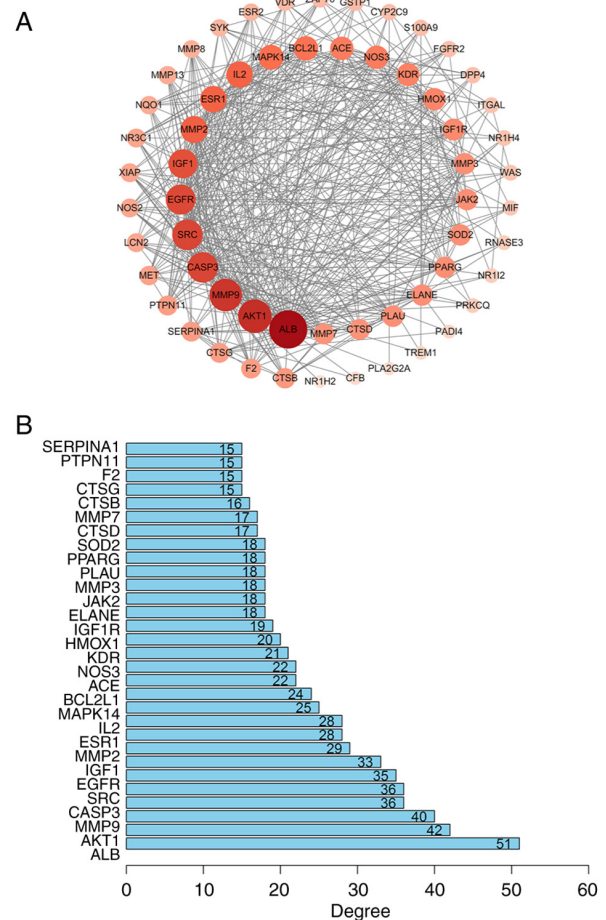 A
VDR
GSTP1
ESR2
CYP2C9
SYK
S100A9
BCL2L1
ACE
MAPK14
NOS3
MMP8
FGFR2
IL2
KDR
MMP13
DPP4
ESR1
HMOX1
NQO1
ITGAL
MMP2
IGF1R
NR3C1
NR1H4
IGF1
MMP3
XIAP
WAS
EGFR
JAK2
NOS2
MIF
SRC
SOD2
LCN2
RNASE3
CASP3
PPARG
MET
NR1I2
MMP9
ELANE
PTPN11
PRKCQ
AKT1
PLAU
ALB
MMP7
CTSD
SERPINA1
PADI4
CTSG
TREM1
F2
PLA2G2A
CTSB
NR1H2
CFB
B
SERPINA1
15
PTPN11
15
F2
15
CTSG
15
CTSB
16
MMP7
17
CTSD
17
SOD2
18
PPARG
18
PLAU
18
MMP3
18
JAK2
18
ELANE
18
IGF1R
19
HMOX1
20
KDR
21
NOS3
22
ACE
22
BCL2L1
24
MAPK14
25
IL2
28
ESR1
28
MMP2
29
IGF1
33
EGFR
35
SRC
36
CASP3
36
MMP9
40
AKT1
42
ALB
51
0 10 20 30 40 50 60
Degree